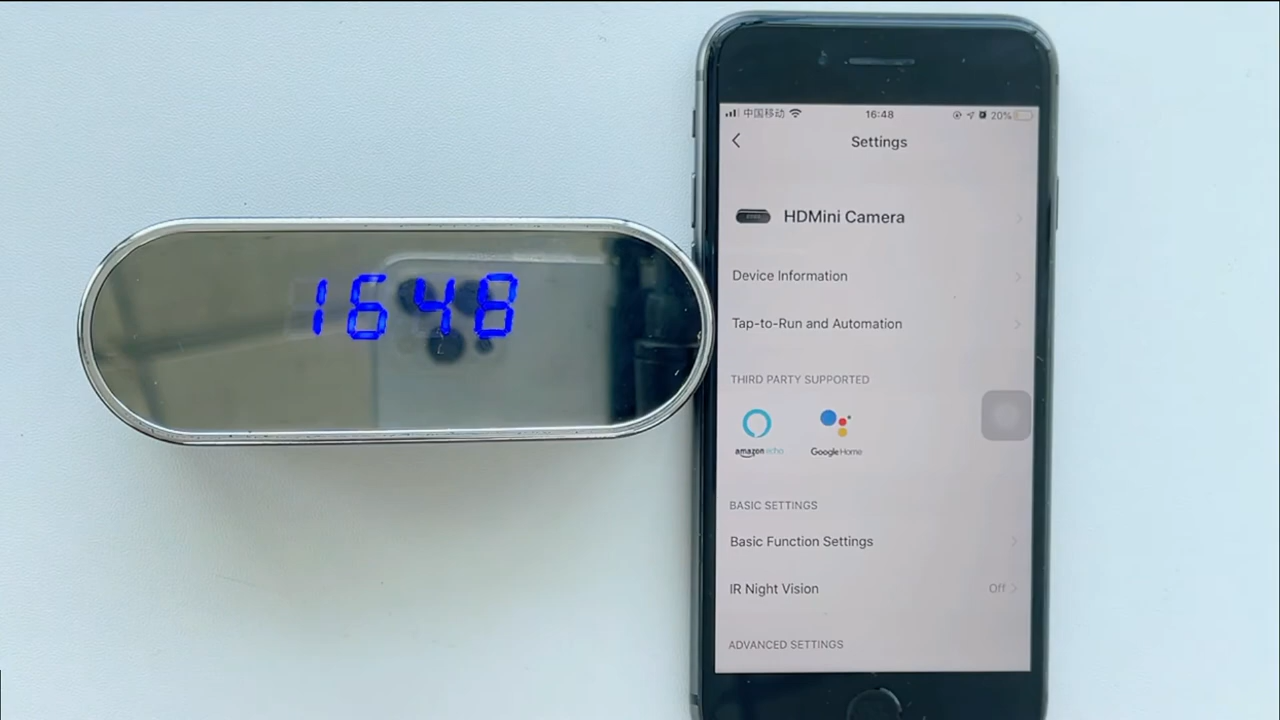 1648
中国移动
16:48
20%
Settings
HDMini Camera
Device Information
Tap-to-Run and Automation
THIRD PARTY SUPPORTED
amazon echo
Google Home
BASIC SETTINGS
Basic Function Settings
IR Night Vision
Off
ADVANCED SETTINGS